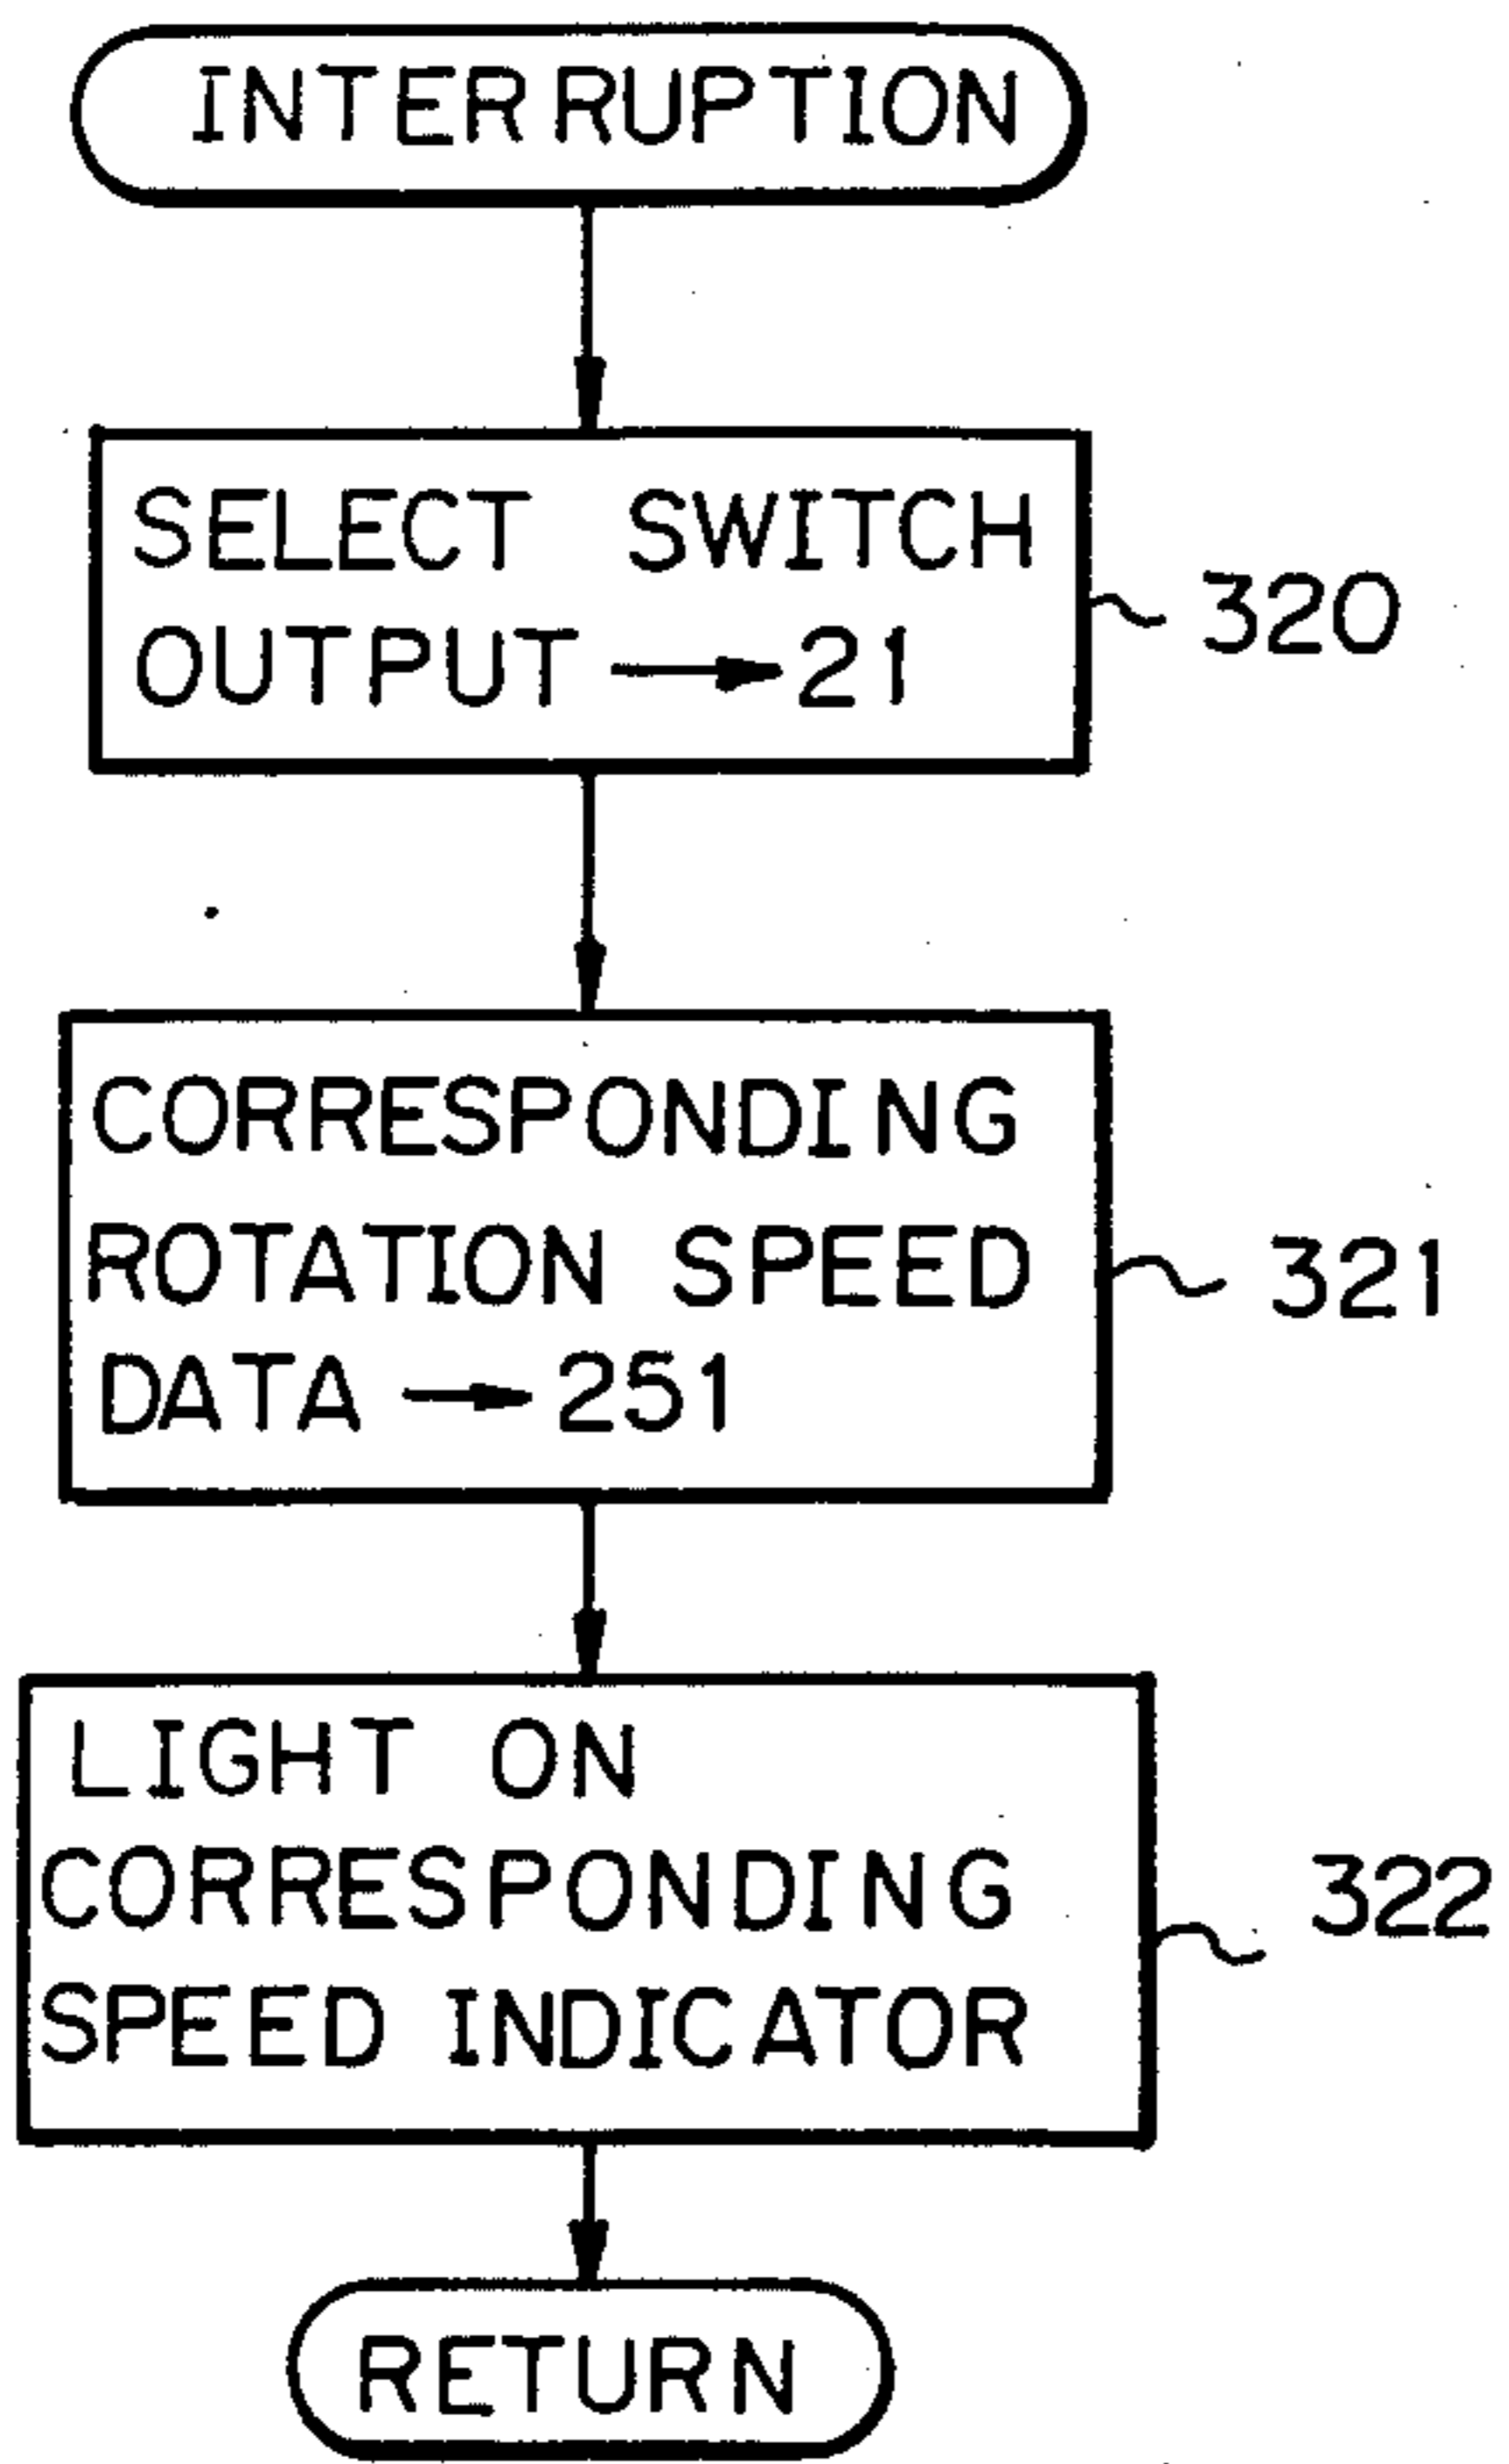 INTERRUPTION
SELECT SWITCH
OUTPUT → 21
320
CORRESPONDING
ROTATION SPEED
DATA → 251
321
LIGHT ON
CORRESPONDING
SPEED INDICATOR
322
RETURN